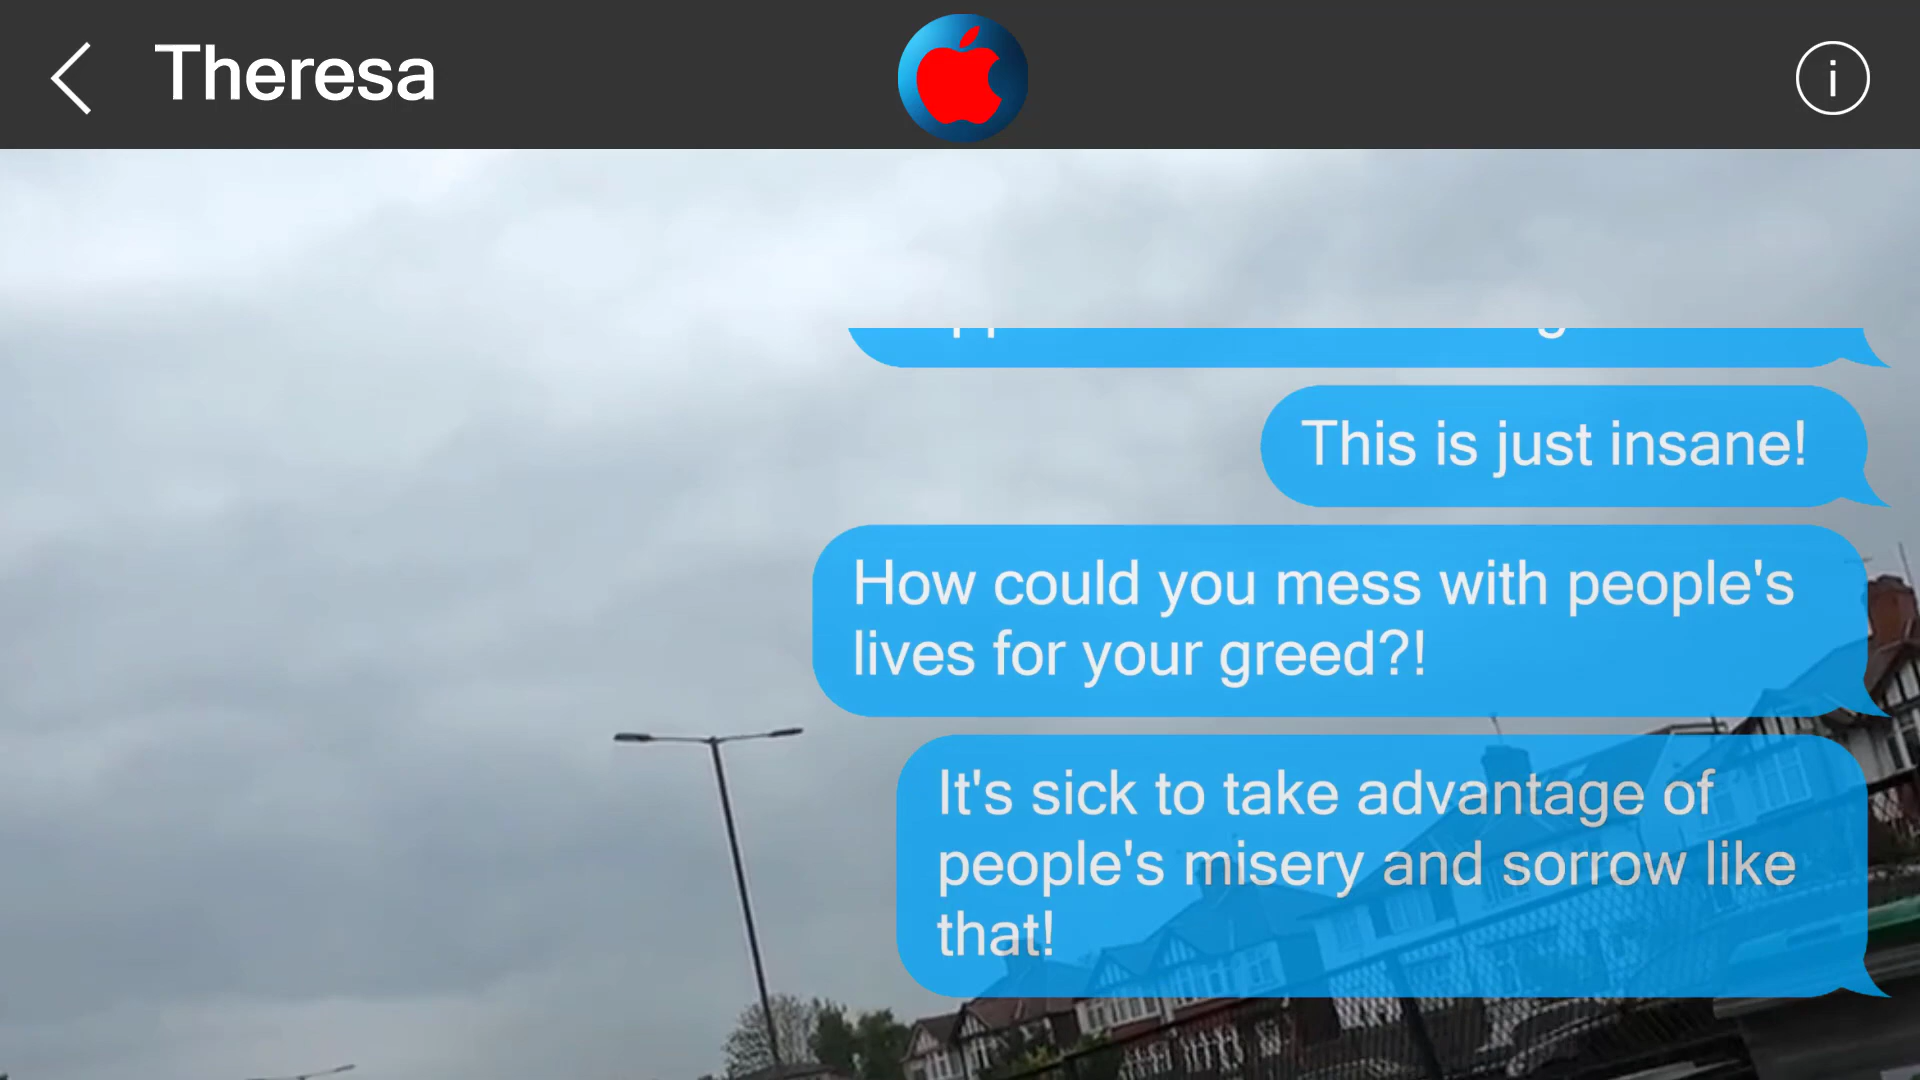 Theresa
This is just insane!
How could you mess with people's
lives for your greed?!
It's sick to take advantage of
people's misery and sorrow like
that!